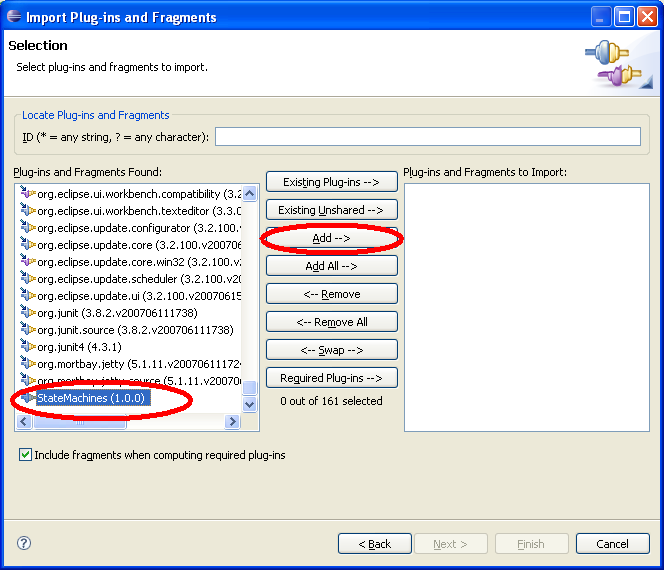 Import Plug-ins and Fragments
Selection
Select plug-ins and fragments to import.
Locate Plug-ins and Fragments
ID (* = any string, ? = any character):
Plug-ins and Fragments Found:
org.eclipse.ui.workbench.compatibility (3.2
org.eclipse.ui.workbench.texteditor (3.3.0
org.eclipse.update.configurator (3.2.100.v
org.eclipse.update.core (3.2.100.v200706
org.eclipse.update.core.win32 (3.2.100.v2
org.eclipse.update.scheduler (3.2.100.v20
org.eclipse.update.ui (3.2.100.v20070615
org.junit (3.8.2.v200706111738)
org.junit.source (3.8.2.v200706111738)
org.junit4 (4.3.1)
org.mortbay.jetty (5.1.11.v200706111724
org.mortbay.jetty.source (5.1.11.v200706
StateMachines (1.0.0)
Existing Plug-ins -->
Existing Unshared -->
Add -->
Add All -->
<-- Remove
<-- Remove All
<-- Swap -->
Required Plug-ins -->
0 out of 161 selected
Plug-ins and Fragments to Import:
Include fragments when computing required plug-ins
?
< Back
Next >
Finish
Cancel